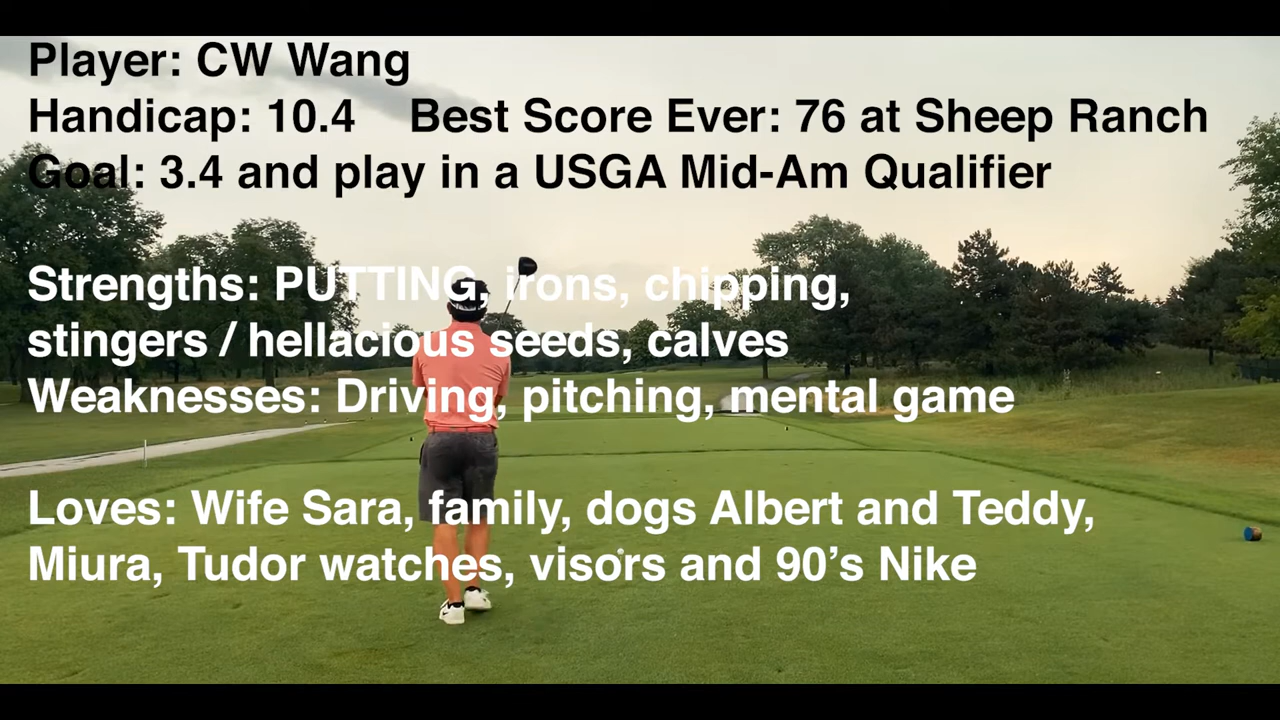 Player: CW Wang
Handicap: 10.4    Best Score Ever: 76 at Sheep Ranch
Goal: 3.4 and play in a USGA Mid-Am Qualifier
Strengths: PUTTING, irons, chipping,
stingers / hellacious seeds, calves
Weaknesses: Driving, pitching, mental game
Loves: Wife Sara, family, dogs Albert and Teddy,
Miura, Tudor watches, visors and 90’s Nike